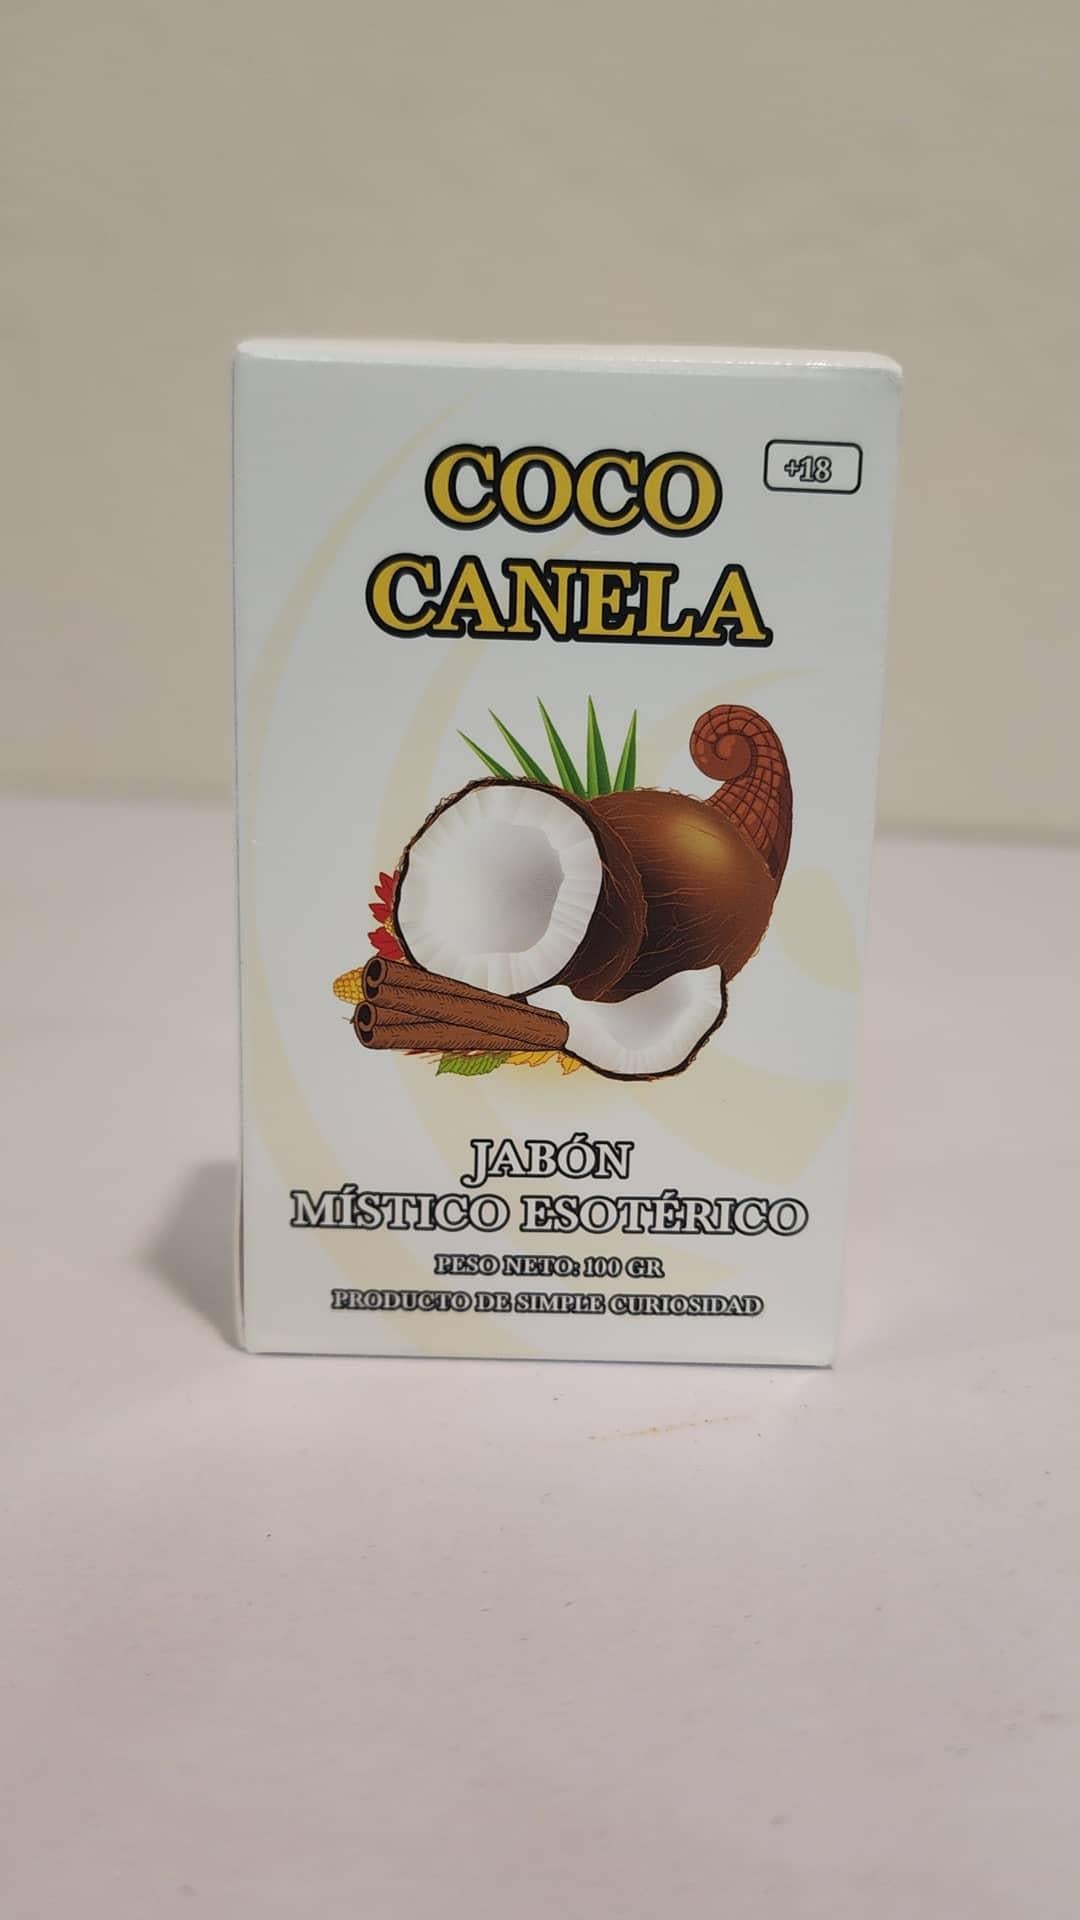 COCO
CANELA
+18
JABÓN
MÍSTICO ESOTÉRICO
PESO NETO: 100 GR
PRODUCTO DE SIMPLE CURIOSIDAD